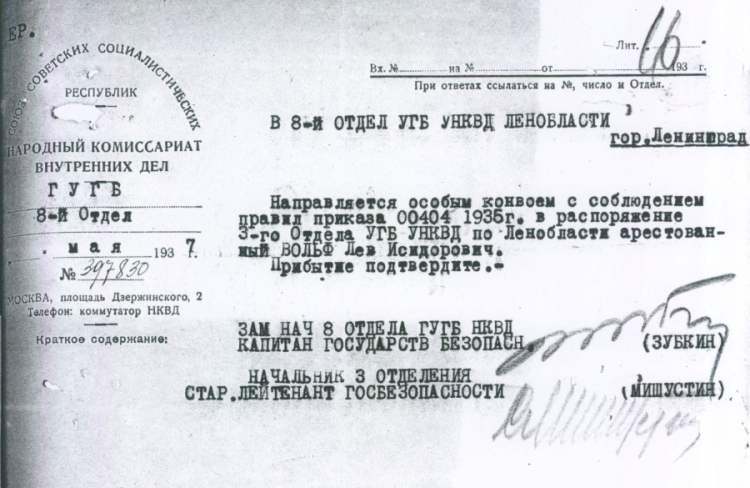 ЕР.
СОЮЗ СОВЕТСКИХ СОЦИАЛИСТИЧЕСКИХ
РЕСПУБЛИК
НАРОДНЫЙ КОМИССАРИАТ
ВНУТРЕННИХ ДЕЛ
ГУГБ
8-й Отдел
мая 1937 г.
№ 397830
МОСКВА, площадь Дзержинского, 2
Телефон: коммутатор НКВД
Краткое содержание:
Лит. 66
Вх. № на № от 193 г.
При ответах ссылаться на №, число и Отдел.
В 8-й ОТДЕЛ УГБ УНКВД ЛЕНОБЛАСТИ
гор.Ленинград
Направляется особым конвоем с соблюдением
правил приказа 00404 1935г. в распоряжение
3-го Отдела УГБ УНКВД по Ленобласти арестован-
ный ВОЛЬФ Лев Исидорович.
Прибытие подтвердите.-
ЗАМ НАЧ 8 ОТДЕЛА ГУГБ НКВД
КАПИТАН ГОСУДАРСТВ БЕЗОПАСН. (ЗУБКИН)
НАЧАЛЬНИК 3 ОТДЕЛЕНИЯ
СТАР.ЛЕЙТЕНАНТ ГОСБЕЗОПАСНОСТИ (МИШУСТИН)